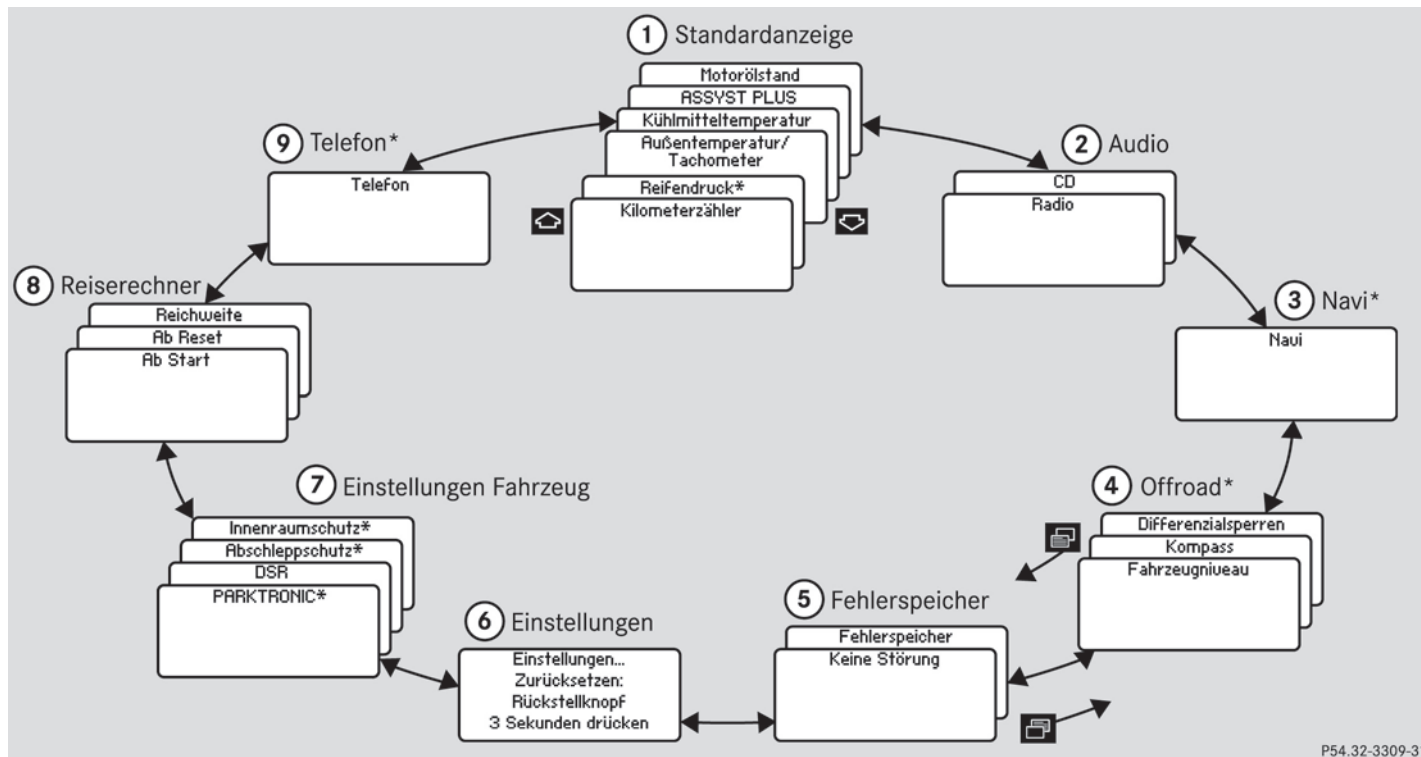 1 Standardanzeige
Motorölstand
ASSYST PLUS
Kühlmitteltemperatur
Außentemperatur/
Tachometer
Reifendruck*
Kilometerzähler
2 Audio
CD
Radio
3 Navi*
Navi
4 Offroad*
Differenzialsperren
Kompass
Fahrzeugniveau
5 Fehlerspeicher
Fehlerspeicher
Keine Störung
6 Einstellungen
Einstellungen...
Zurücksetzen:
Rückstellknopf
3 Sekunden drücken
7 Einstellungen Fahrzeug
Innenraumschutz*
Abschleppschutz*
DSR
PARKTRONIC*
8 Reiserechner
Reichweite
Ab Reset
Ab Start
9 Telefon*
Telefon
P54.32-3309-31